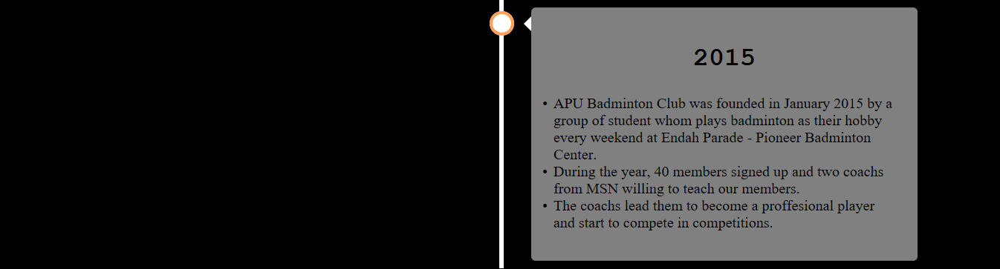 2015
• APU Badminton Club was founded in January 2015 by a
group of student whom plays badminton as their hobby
every weekend at Endah Parade - Pioneer Badminton
Center.
• During the year, 40 members signed up and two coachs
from MSN willing to teach our members.
• The coachs lead them to become a proffesional player
and start to compete in competitions.